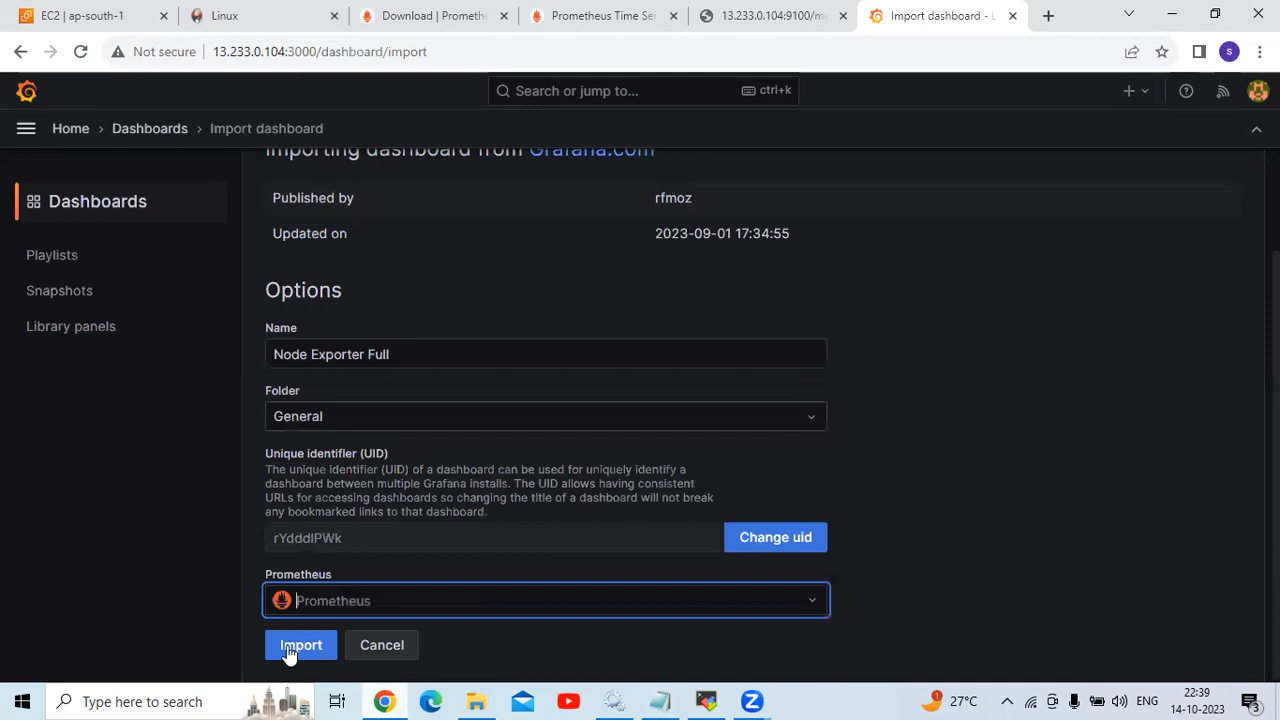 EC2 | ap-south-1
Linux
Download | Prometh
Prometheus Time Se
13.233.0.104:9100/m
Import dashboard - L
Not secure
13.233.0.104:3000/dashboard/import
Search or jump to...
ctrl+k
Home
Dashboards
Import dashboard
Importing dashboard from Grafana.com
Dashboards
Published by
rfmoz
Updated on
2023-09-01 17:34:55
Playlists
Snapshots
Library panels
Options
Name
Node Exporter Full
Folder
General
Unique identifier (UID)
The unique identifier (UID) of a dashboard can be used for uniquely identify a
dashboard between multiple Grafana installs. The UID allows having consistent
URLs for accessing dashboards so changing the title of a dashboard will not break
any bookmarked links to that dashboard.
rYdddlPWk
Change uid
Prometheus
Prometheus
Import
Cancel
Type here to search
1
27°C
22:39
14-10-2023
3